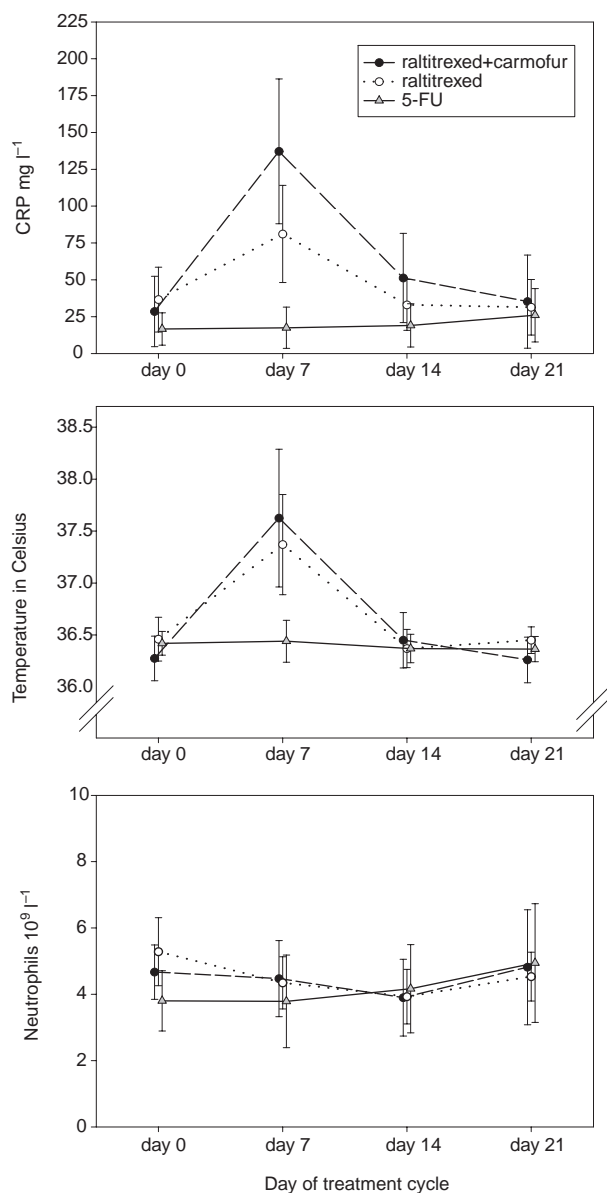 225
200
175
150
125
100
75
50
25
0
CRP mg l⁻¹
raltitrexed+carmofur
raltitrexed
5-FU
day 0 day 7 day 14 day 21
38.5
38.0
37.5
37.0
36.5
36.0
Temperature in Celsius
day 0 day 7 day 14 day 21
10
8
6
4
2
0
Neutrophils 10⁹ l⁻¹
day 0 day 7 day 14 day 21
Day of treatment cycle